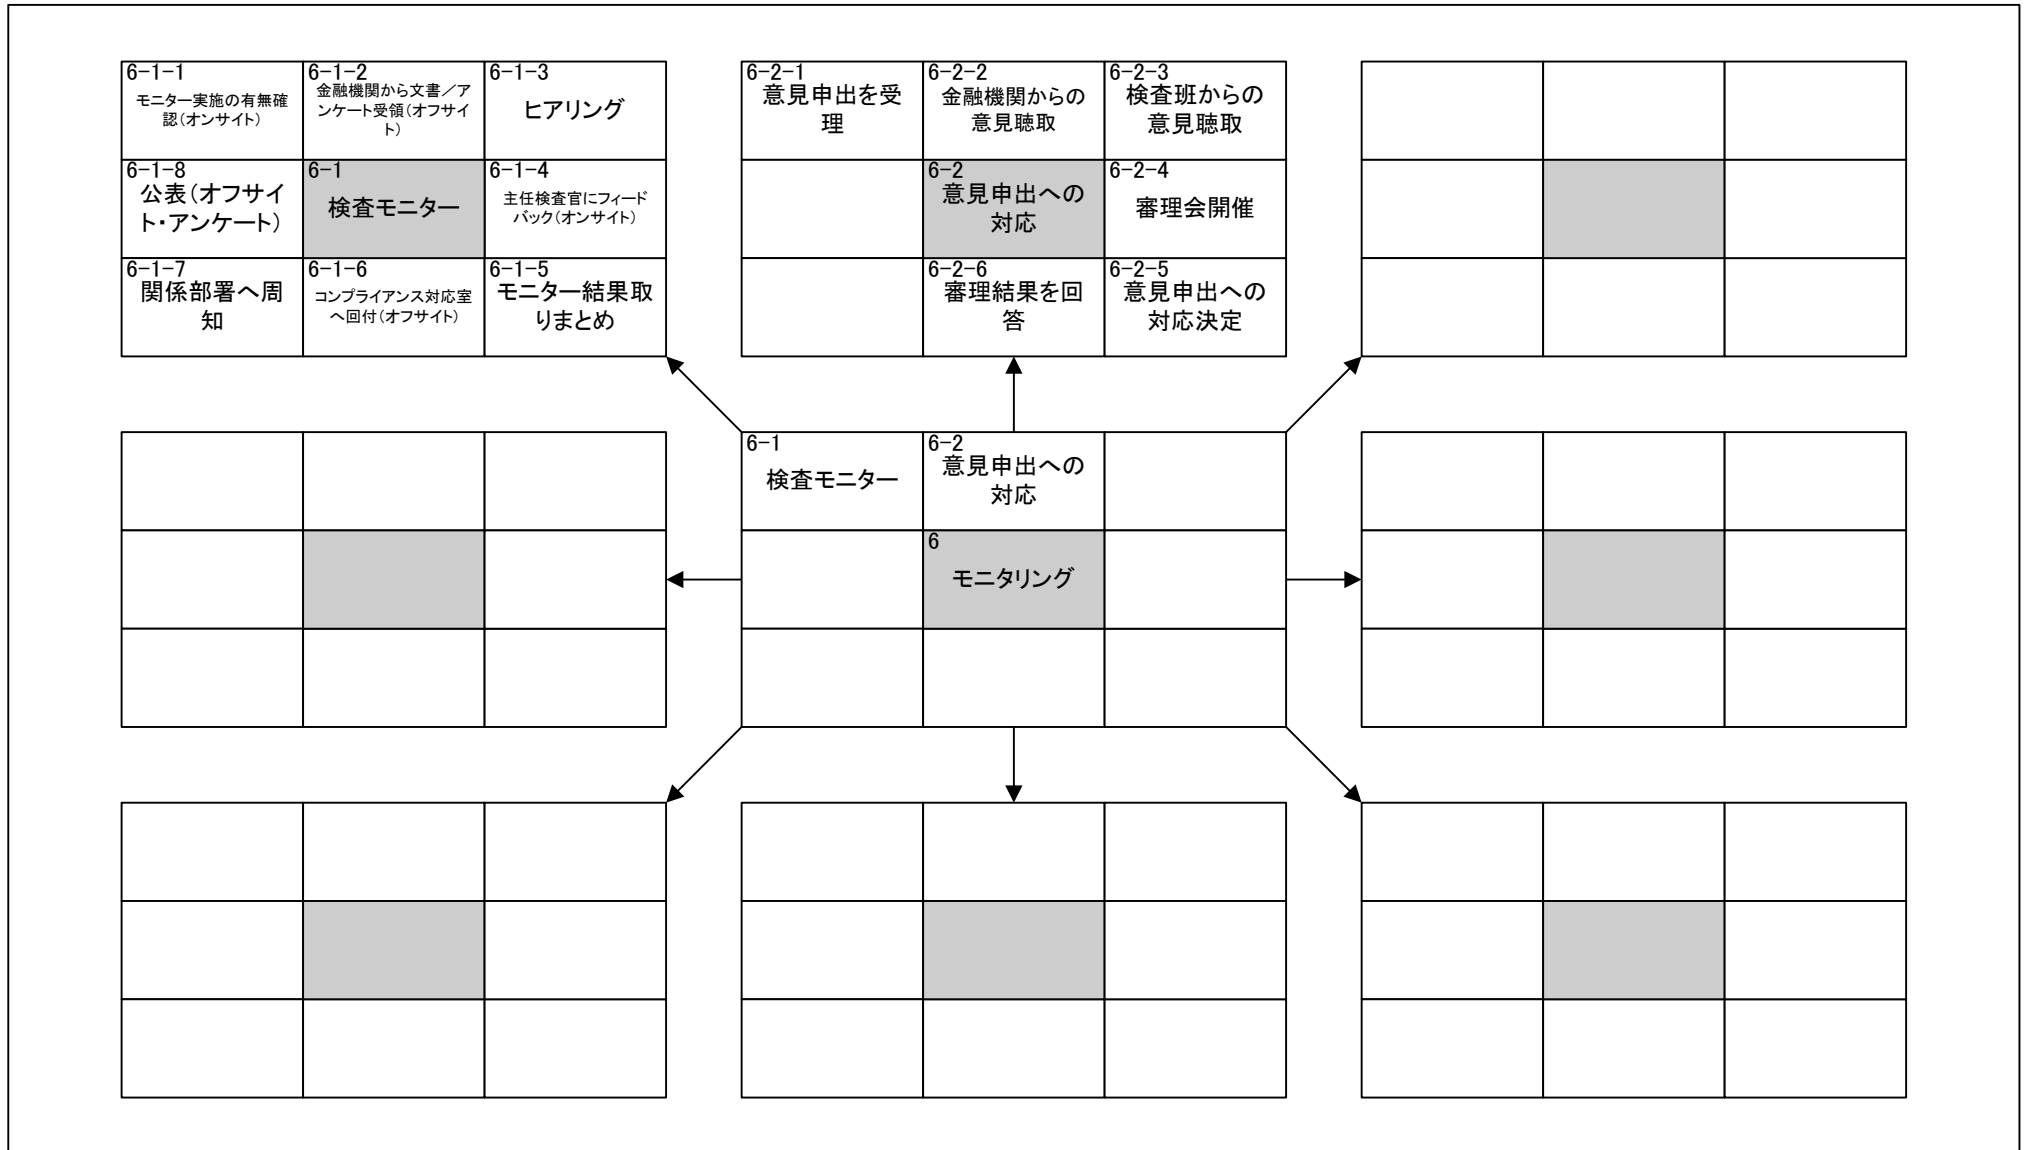 6-1-1
モニター実施の有無確
認（オンサイト）
6-1-2
金融機関から文書／ア
ンケート受領（オフサイ
ト）
6-1-3
ヒアリング
6-1-8
公表（オフサイ
ト・アンケート）
6-1
検査モニター
6-1-4
主任検査官にフィード
バック（オンサイト）
6-1-7
関係部署へ周
知
6-1-6
コンプライアンス対応室
へ回付（オフサイト）
6-1-5
モニター結果取
りまとめ
6-2-1
意見申出を受
理
6-2-2
金融機関からの
意見聴取
6-2-3
検査班からの
意見聴取
6-2
意見申出への
対応
6-2-4
審理会開催
6-2-6
審理結果を回
答
6-2-5
意見申出への
対応決定
6-1
検査モニター
6-2
意見申出への
対応
6
モニタリング